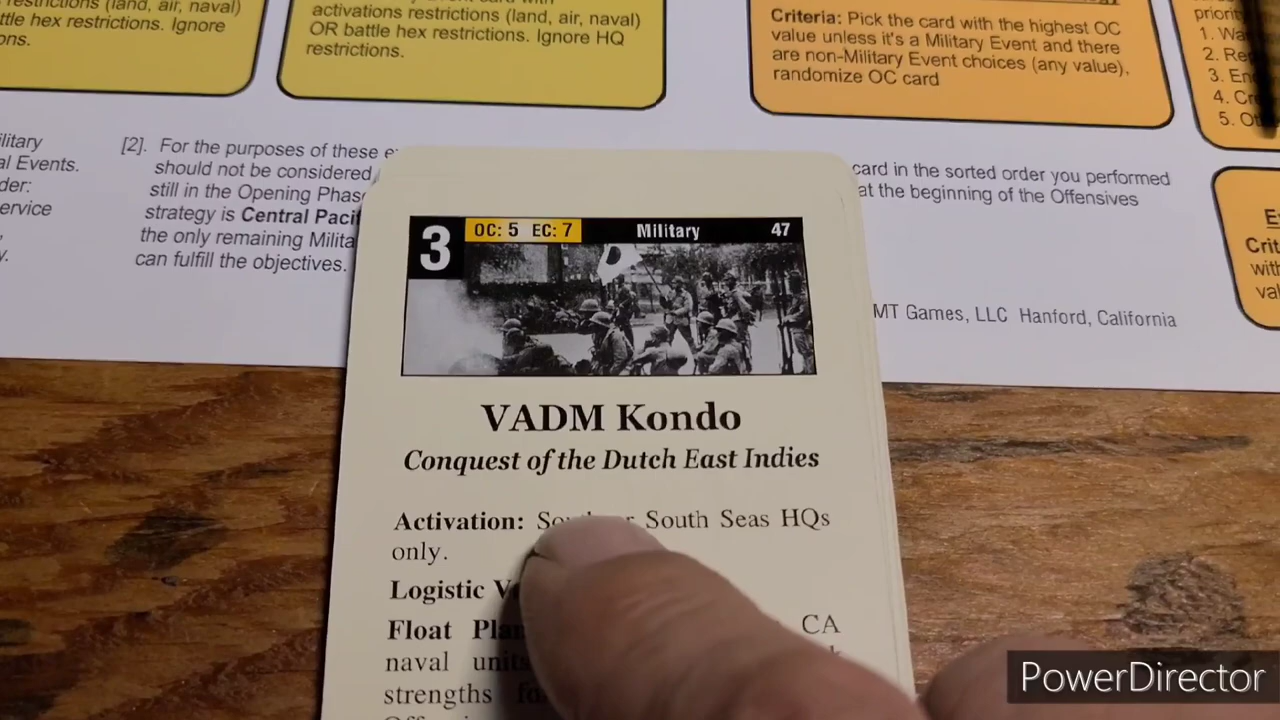 restrictions (land, air, naval)
ttle hex restrictions. Ignore
ons.
activations restrictions (land, air, naval)
OR battle hex restrictions. Ignore HQ
restrictions.
Criteria: Pick the card with the highest OC
value unless it's a Military Event and there
are non-Military Event choices (any value),
randomize OC card
priorit
1. Wa
2. Re
3. En
4. Cr
5. Ot
ilitary
al Events.
der:
ervice
y.
[2]. For the purposes of these e
should not be considered
still in the Opening Phas
strategy is Central Pacif
the only remaining Milita
can fulfill the objectives.
card in the sorted order you performed
at the beginning of the Offensives
MT Games, LLC Hanford, California
E
Crit
with
val
3
OC: 5 EC: 7 Military 47
VADM Kondo
Conquest of the Dutch East Indies
Activation: South South Seas HQs
only.
Logistic V
Float Plan CA
naval units
strengths fo
PowerDirector